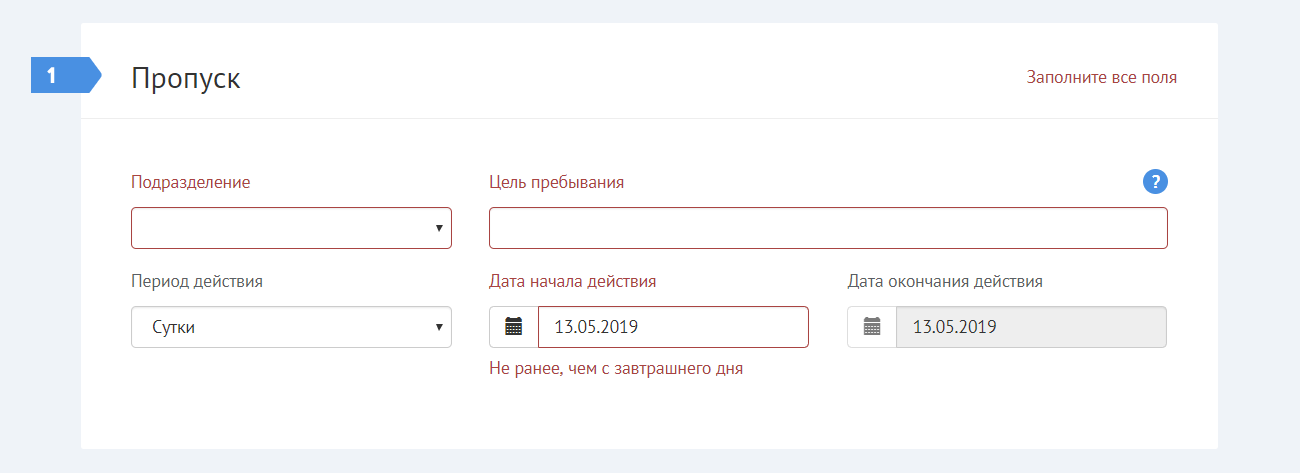 1
Пропуск
Заполните все поля
Подразделение
Цель пребывания
?
Период действия
Дата начала действия
Дата окончания действия
Сутки
13.05.2019
13.05.2019
Не ранее, чем с завтрашнего дня